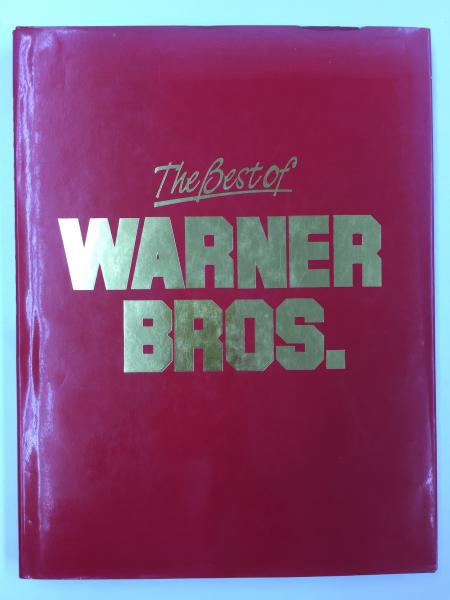 The Best of
WARNER
BROS.